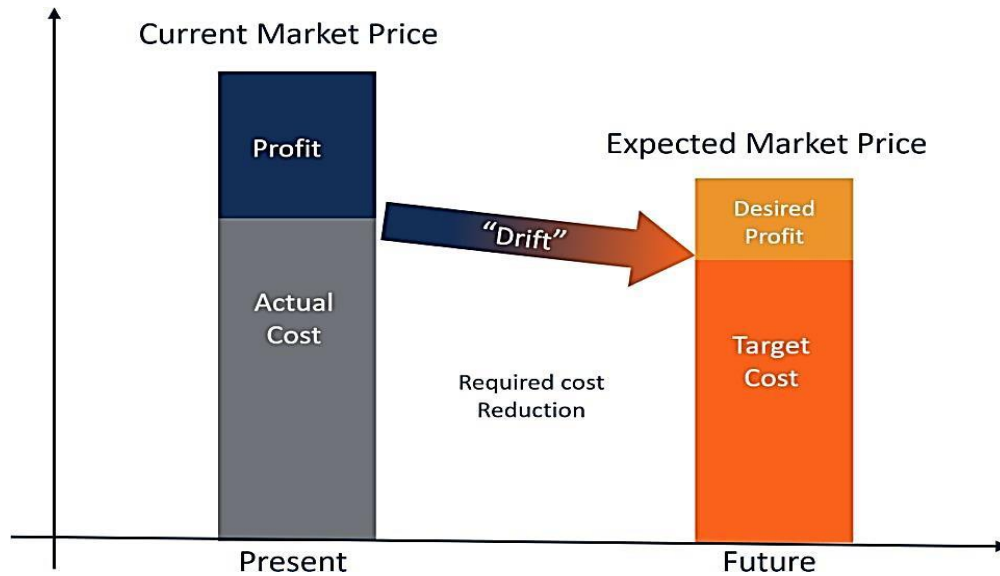 Current Market Price
Profit
Expected Market Price
Desired
Profit
“Drift”
Actual
Cost
Target
Cost
Required cost
Reduction
Present
Future